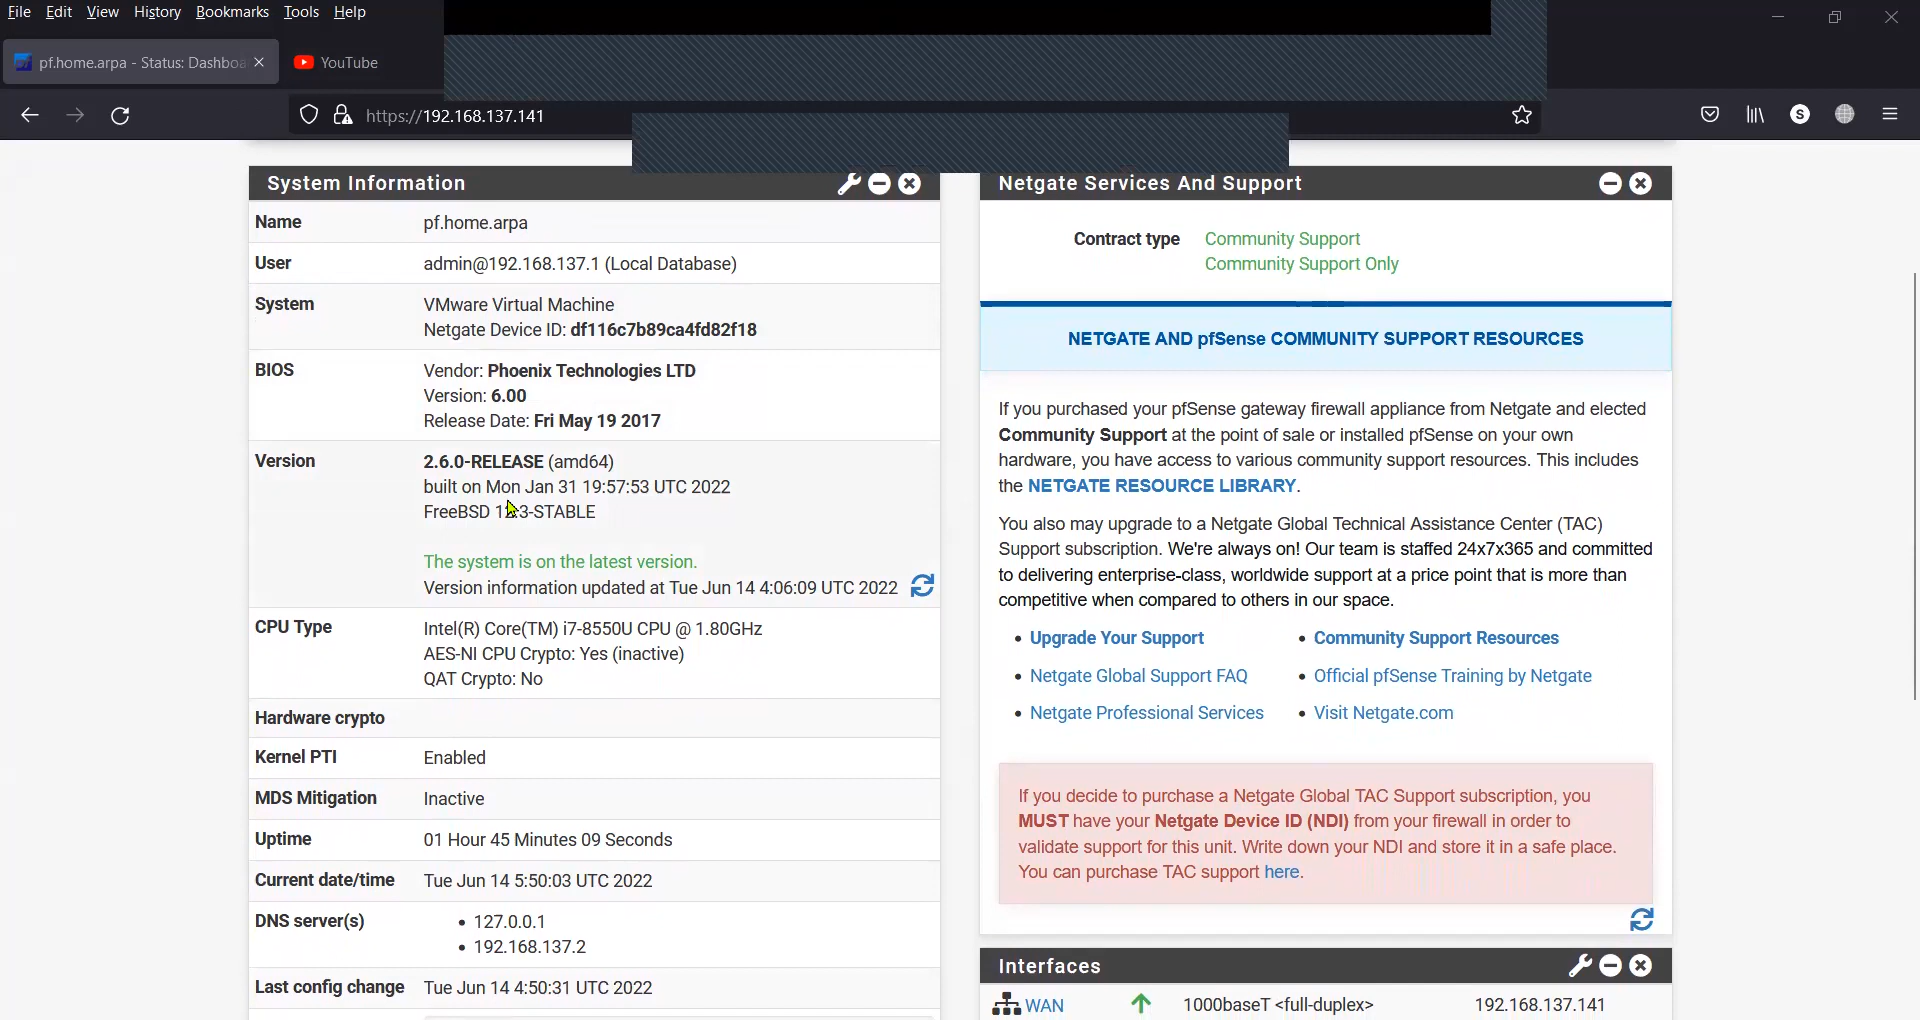 File Edit View History Bookmarks Tools Help
pf.home.arpa - Status: Dashboa
YouTube
https://192.168.137.141
System Information
Name pf.home.arpa
User admin@192.168.137.1 (Local Database)
System VMware Virtual Machine
Netgate Device ID: df116c7b89ca4fd82f18
BIOS Vendor: Phoenix Technologies LTD
Version: 6.00
Release Date: Fri May 19 2017
Version 2.6.0-RELEASE (amd64)
built on Mon Jan 31 19:57:53 UTC 2022
FreeBSD
The system is on the latest version.
Version information updated at Tue Jun 14 4:06:09 UTC 2022
CPU Type Intel(R) Core(TM) i7-8550U CPU @ 1.80GHz
AES-NI CPU Crypto: Yes (inactive)
QAT Crypto: No
Hardware crypto
Kernel PTI Enabled
MDS Mitigation Inactive
Uptime 01 Hour 45 Minutes 09 Seconds
Current date/time Tue Jun 14 5:50:03 UTC 2022
DNS server(s) • 127.0.0.1
• 192.168.137.2
Last config change Tue Jun 14 4:50:31 UTC 2022
Netgate Services And Support
Contract type Community Support
Community Support Only
NETGATE AND pfSense COMMUNITY SUPPORT RESOURCES
If you purchased your pfSense gateway firewall appliance from Netgate and elected
Community Support at the point of sale or installed pfSense on your own
hardware, you have access to various community support resources. This includes
the NETGATE RESOURCE LIBRARY.
You also may upgrade to a Netgate Global Technical Assistance Center (TAC)
Support subscription. We're always on! Our team is staffed 24x7x365 and committed
to delivering enterprise-class, worldwide support at a price point that is more than
competitive when compared to others in our space.
• Upgrade Your Support • Community Support Resources
• Netgate Global Support FAQ • Official pfSense Training by Netgate
• Netgate Professional Services • Visit Netgate.com
If you decide to purchase a Netgate Global TAC Support subscription, you
MUST have your Netgate Device ID (NDI) from your firewall in order to
validate support for this unit. Write down your NDI and store it in a safe place.
You can purchase TAC support here.
Interfaces
WAN 1000baseT <full-duplex> 192.168.137.141